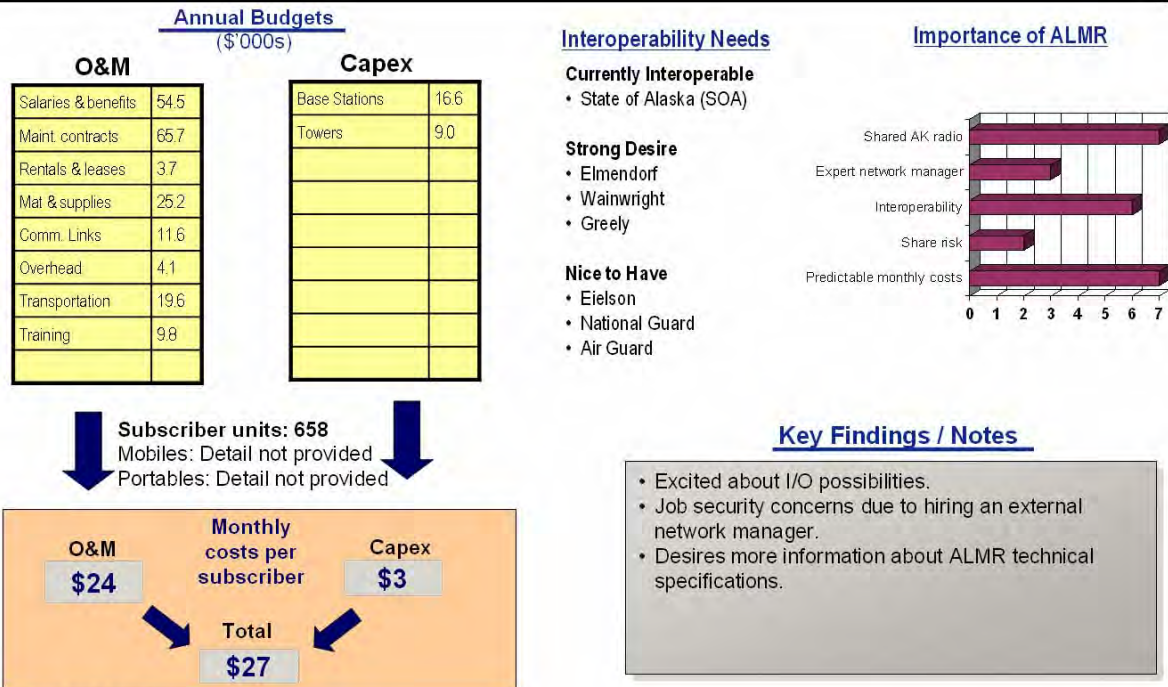 Annual Budgets
($'000s)
O&M
Salaries & benefits 54.5
Maint. contracts 65.7
Rentals & leases 3.7
Mat & supplies 25.2
Comm. Links 11.6
Overhead 4.1
Transportation 19.6
Training 9.8
Capex
Base Stations 16.6
Towers 9.0
Subscriber units: 658
Mobiles: Detail not provided
Portables: Detail not provided
Monthly
costs per
subscriber
O&M
$24
Capex
$3
Total
$27
Interoperability Needs
Currently Interoperable
• State of Alaska (SOA)
Strong Desire
• Elmendorf
• Wainwright
• Greely
Nice to Have
• Eielson
• National Guard
• Air Guard
Importance of ALMR
Shared AK radio
Expert network manager
Interoperability
Share risk
Predictable monthly costs
0 1 2 3 4 5 6 7
Key Findings / Notes
• Excited about I/O possibilities.
• Job security concerns due to hiring an external
network manager.
• Desires more information about ALMR technical
specifications.